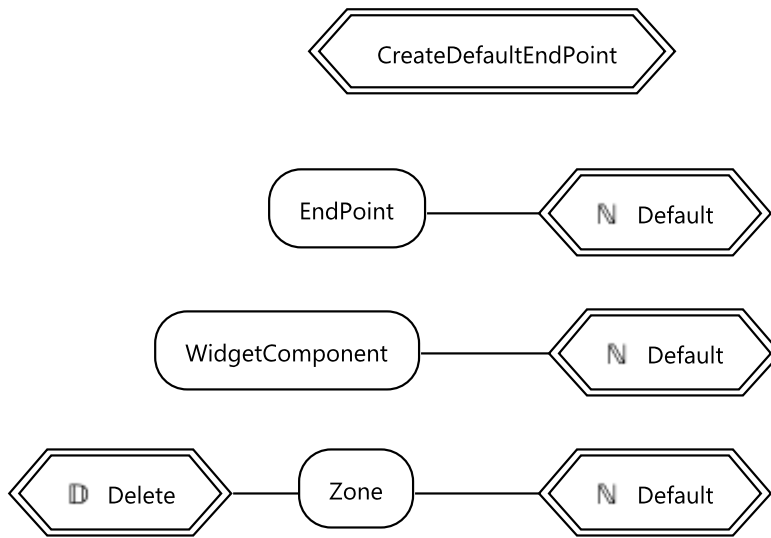 CreateDefaultEndPoint
EndPoint
ℕ Default
WidgetComponent
ℕ Default
𝔻 Delete
Zone
ℕ Default